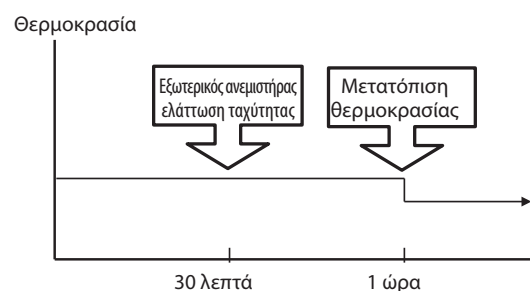 Θερμοκρασία
Εξωτερικός ανεμιστήρας
ελάττωση ταχύτητας
Μετατόπιση
θερμοκρασίας
30 λεπτά
1 ώρα